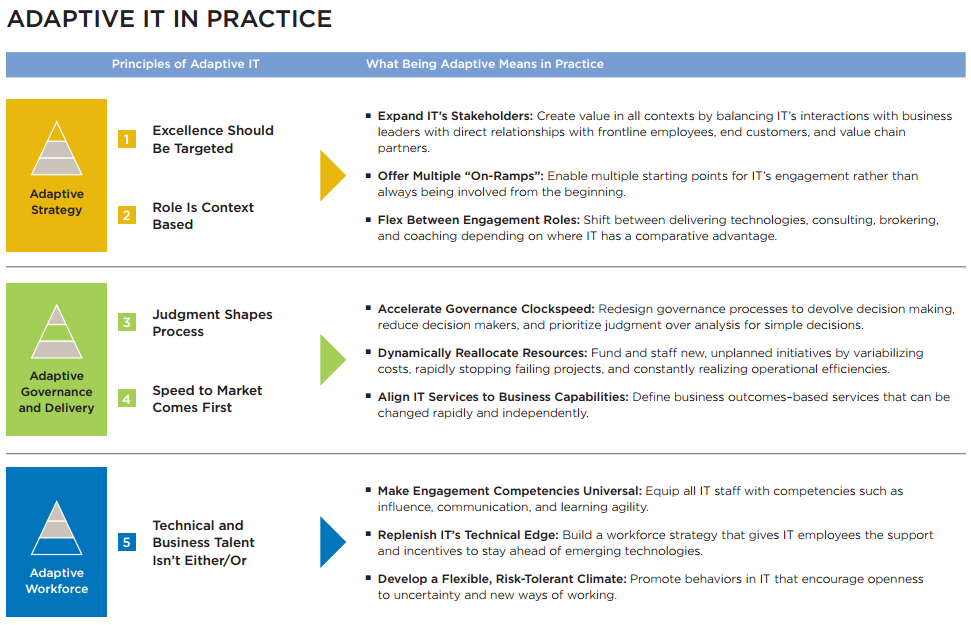 ADAPTIVE IT IN PRACTICE
Principles of Adaptive IT
What Being Adaptive Means in Practice
Adaptive
Strategy
1
Excellence Should
Be Targeted
2
Role Is Context
Based
▪ Expand IT’s Stakeholders: Create value in all contexts by balancing IT’s interactions with business
leaders with direct relationships with frontline employees, end customers, and value chain
partners.
▪ Offer Multiple “On-Ramps”: Enable multiple starting points for IT’s engagement rather than
always being involved from the beginning.
▪ Flex Between Engagement Roles: Shift between delivering technologies, consulting, brokering,
and coaching depending on where IT has a comparative advantage.
Adaptive
Governance
and Delivery
3
Judgment Shapes
Process
4
Speed to Market
Comes First
▪ Accelerate Governance Clockspeed: Redesign governance processes to devolve decision making,
reduce decision makers, and prioritize judgment over analysis for simple decisions.
▪ Dynamically Reallocate Resources: Fund and staff new, unplanned initiatives by variabilizing
costs, rapidly stopping failing projects, and constantly realizing operational efficiencies.
▪ Align IT Services to Business Capabilities: Define business outcomes–based services that can be
changed rapidly and independently.
Adaptive
Workforce
5
Technical and
Business Talent
Isn’t Either/Or
▪ Make Engagement Competencies Universal: Equip all IT staff with competencies such as
influence, communication, and learning agility.
▪ Replenish IT’s Technical Edge: Build a workforce strategy that gives IT employees the support
and incentives to stay ahead of emerging technologies.
▪ Develop a Flexible, Risk-Tolerant Climate: Promote behaviors in IT that encourage openness
to uncertainty and new ways of working.